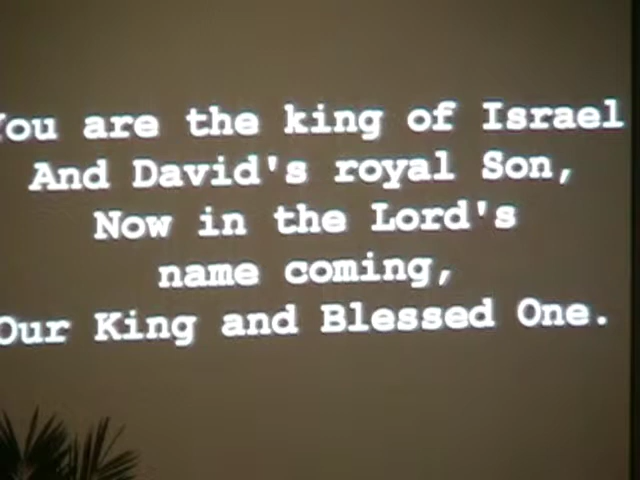 You are the king of Israel
And David's royal Son,
Now in the Lord's
name coming,
Our King and Blessed One.